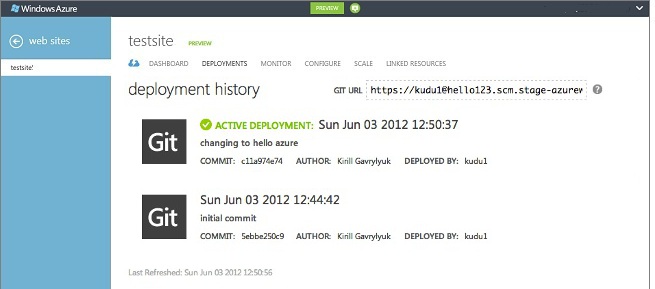 Windows Azure
PREVIEW
web sites
testsite!
testsite PREVIEW
DASHBOARD DEPLOYMENTS MONITOR CONFIGURE SCALE LINKED RESOURCES
deployment history
GIT URL https://kudu1@hello123.scm.stage-azurew ?
Git
ACTIVE DEPLOYMENT: Sun Jun 03 2012 12:50:37
changing to hello azure
COMMIT: c11a974e74 AUTHOR: Kirill Gavrylyuk DEPLOYED BY: kudu1
Git
Sun Jun 03 2012 12:44:42
initial commit
COMMIT: 5ebbe250c9 AUTHOR: Kirill Gavrylyuk DEPLOYED BY: kudu1
Last Refreshed: Sun Jun 03 2012 12:50:56